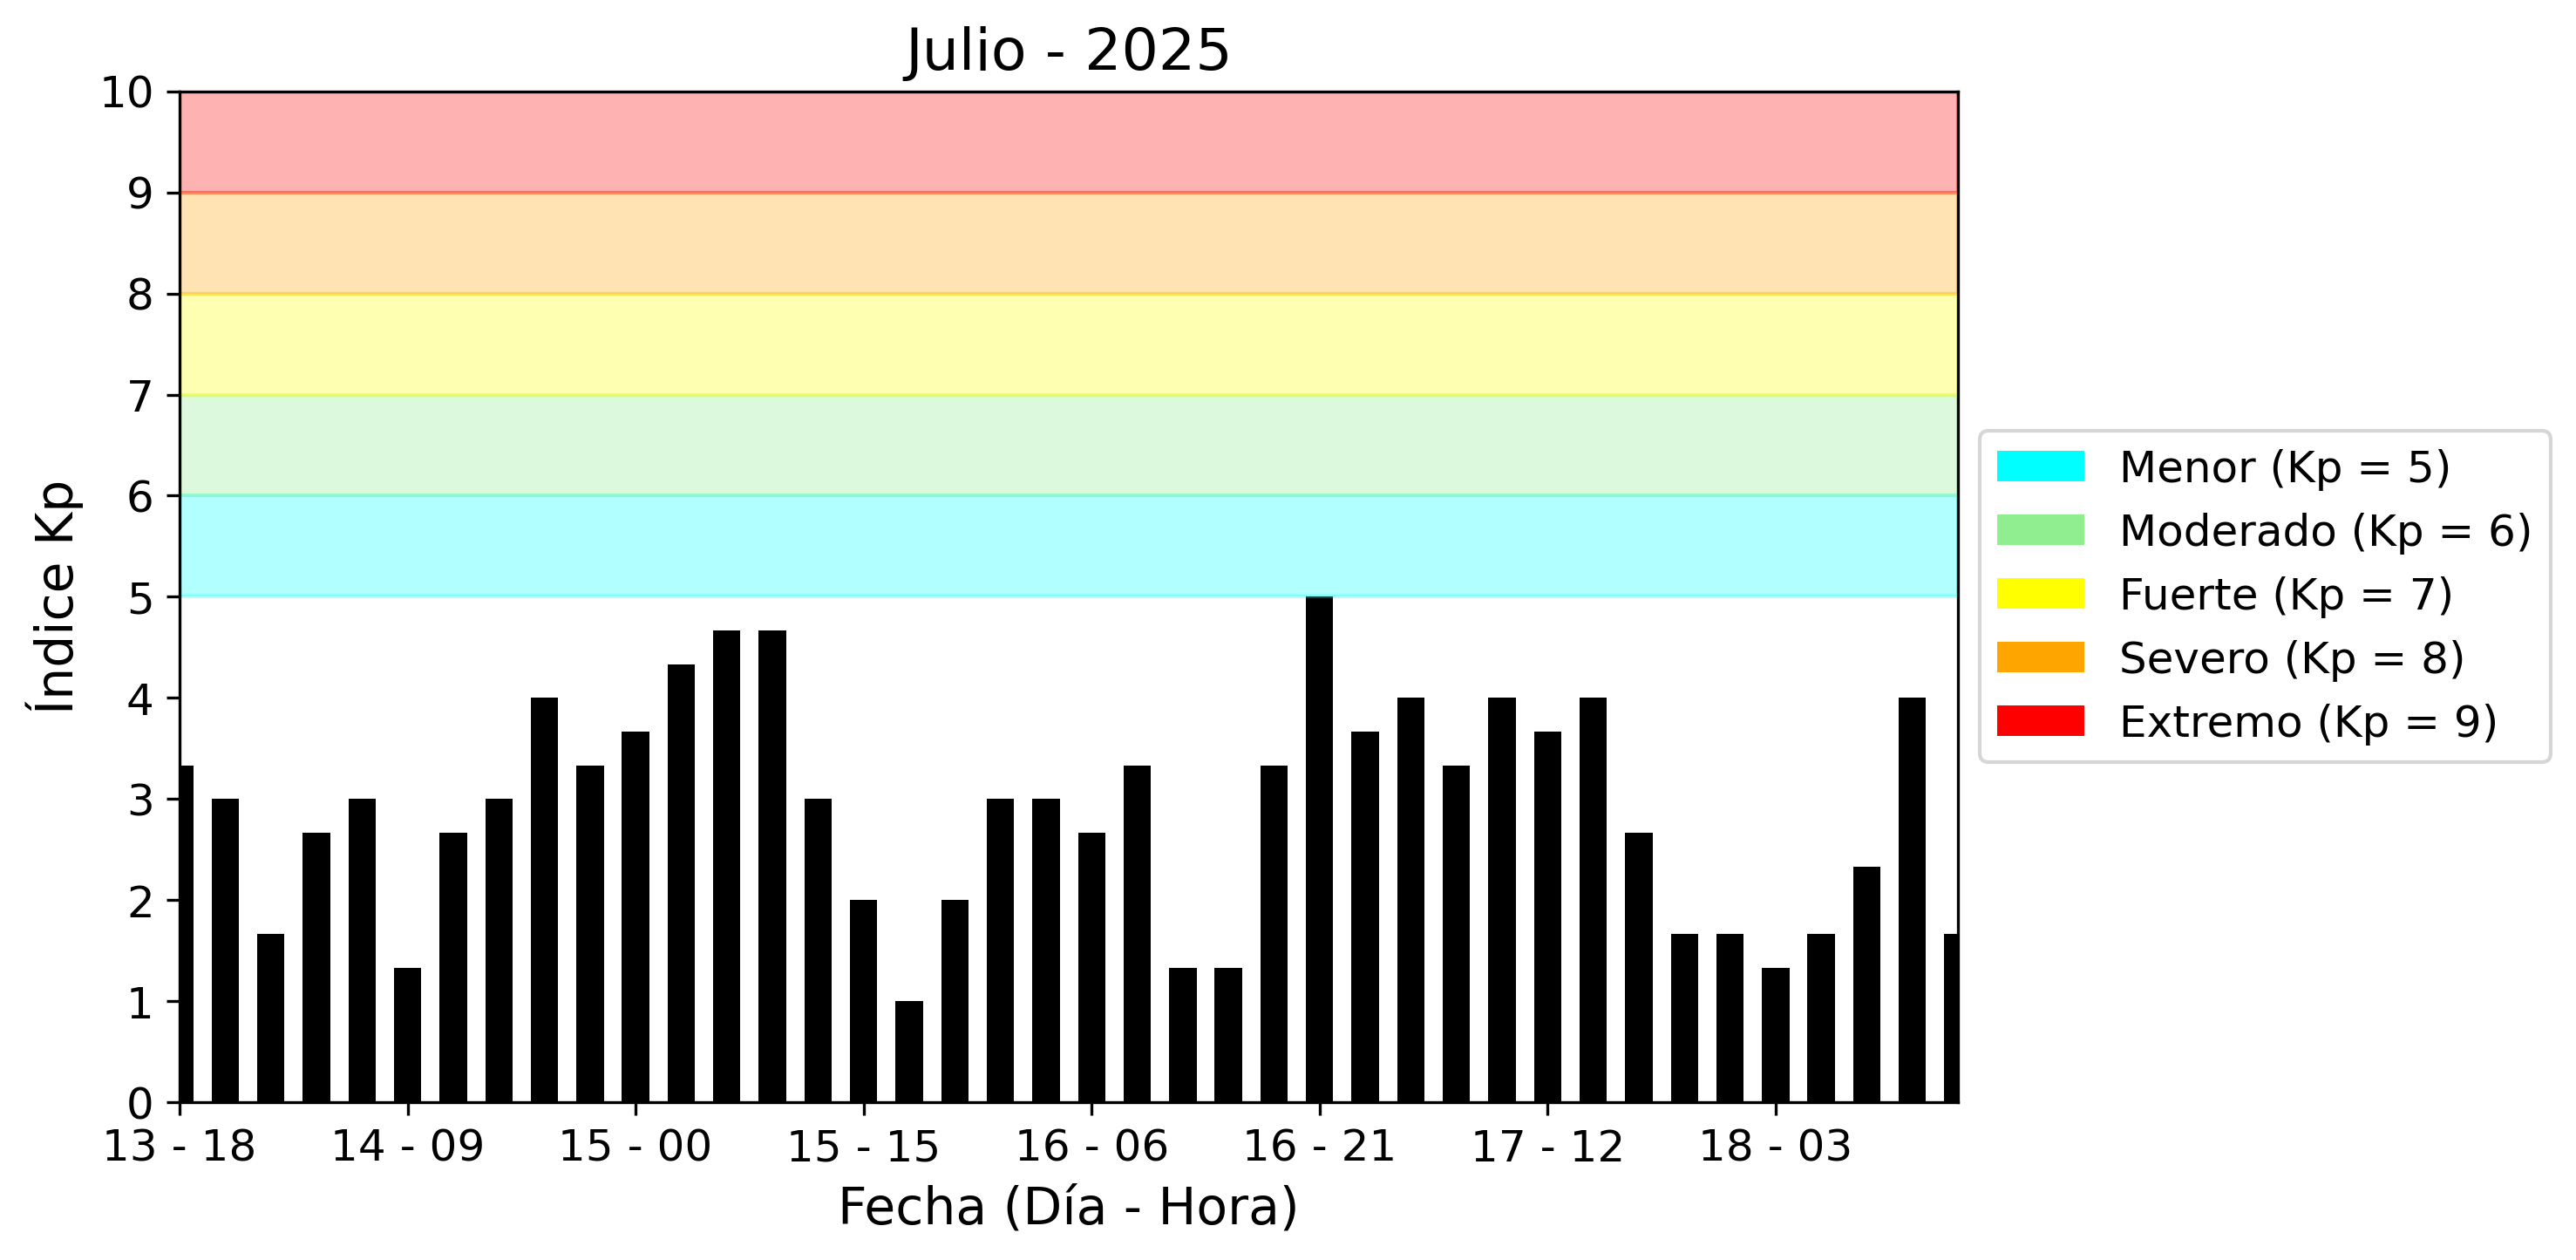 Julio - 2025
10
9
8
7
6
5
4
3
2
1
0
Índice Kp
13 - 18
14 - 09
15 - 00
15 - 15
16 - 06
16 - 21
17 - 12
18 - 03
Fecha (Día - Hora)
Menor (Kp = 5)
Moderado (Kp = 6)
Fuerte (Kp = 7)
Severo (Kp = 8)
Extremo (Kp = 9)